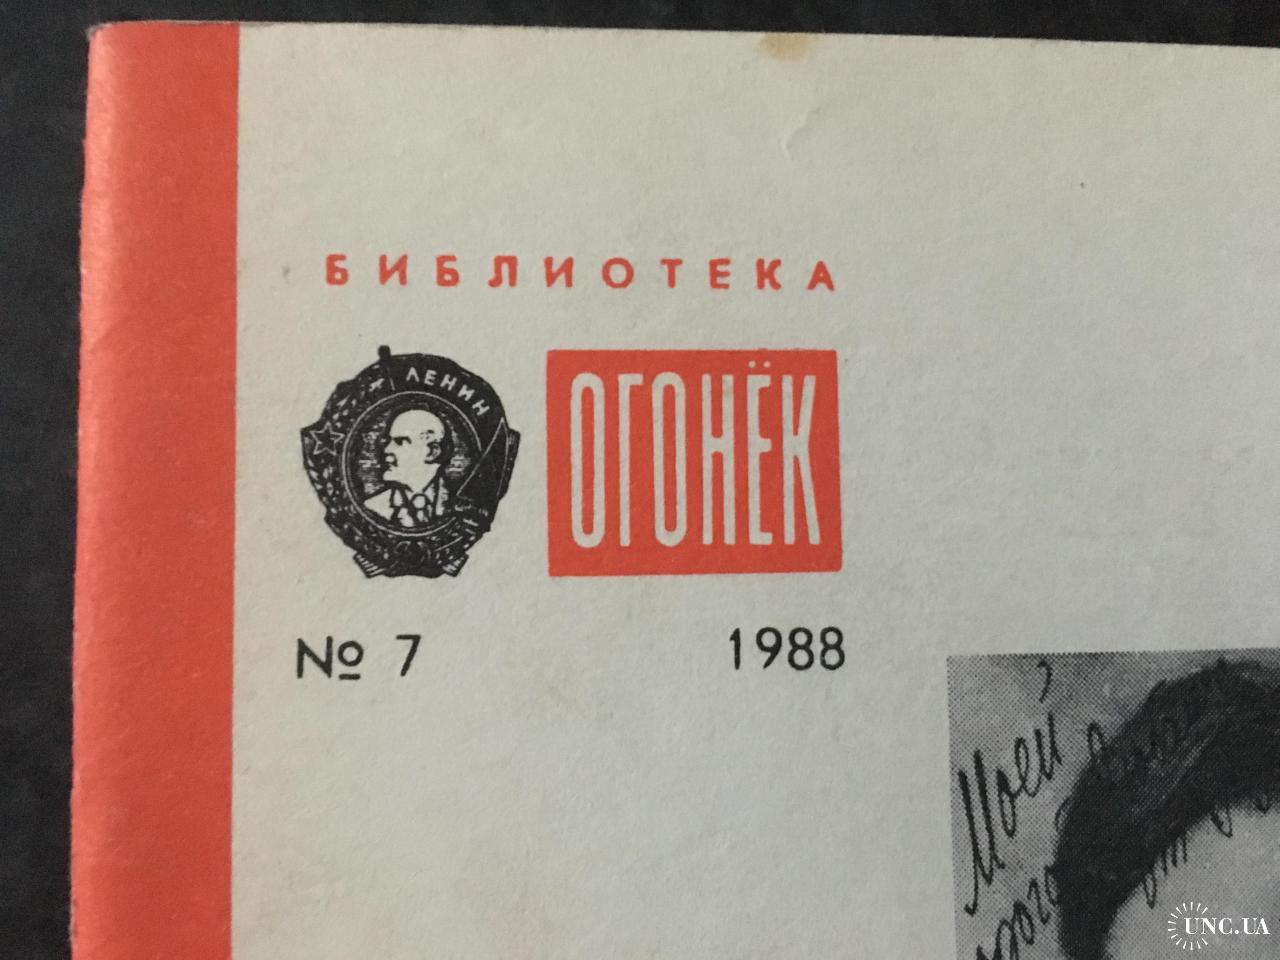 БИБЛИОТЕКА
ЛЕНИН
ОГОНЁК
№ 7 1988
Моей
UNC.UA